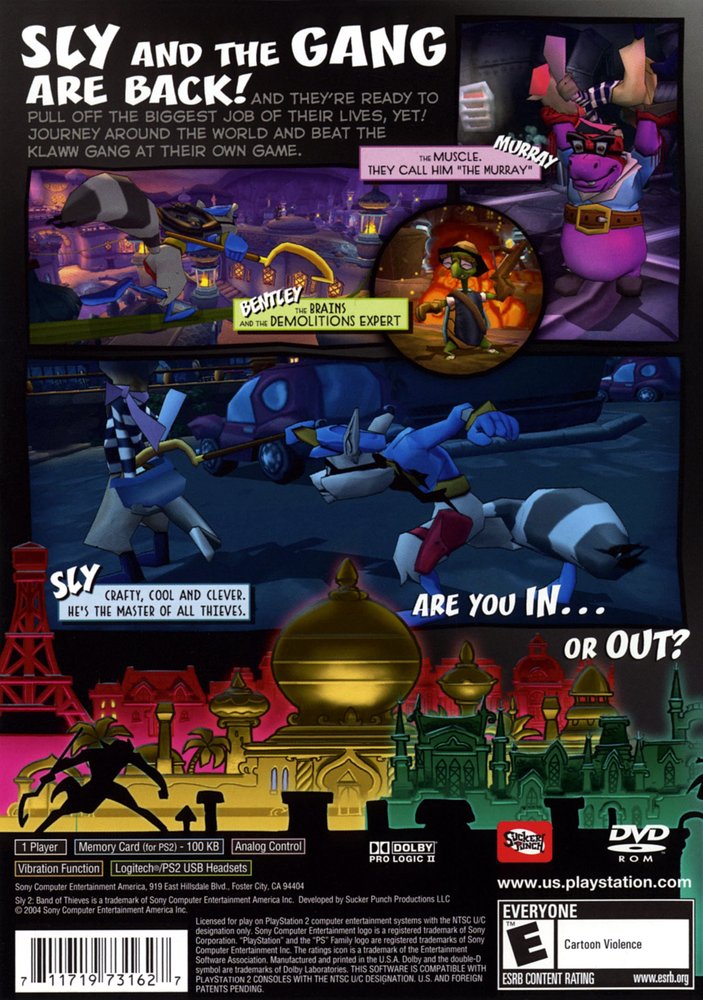 SLY AND THE GANG
ARE BACK! AND THEY'RE READY TO
PULL OFF THE BIGGEST JOB OF THEIR LIVES, YET!
JOURNEY AROUND THE WORLD AND BEAT THE
KLAWW GANG AT THEIR OWN GAME.
MURRAY
THE MUSCLE.
THEY CALL HIM "THE MURRAY"
BENTLEY
THE BRAINS
AND THE DEMOLITIONS EXPERT
SLY
CRAFTY, COOL AND CLEVER.
HE'S THE MASTER OF ALL THIEVES.
ARE YOU IN...
OR OUT?
1 Player
Memory Card (for PS2) - 100 KB
Analog Control
Vibration Function
Logitech®/PS2 USB Headsets
DOLBY
PRO LOGIC II
SUCKER PUNCH
DVD
ROM
www.us.playstation.com
Sony Computer Entertainment America, 919 East Hillsdale Blvd., Foster City, CA 94404
Sly 2: Band of Thieves is a trademark of Sony Computer Entertainment America Inc. Developed by Sucker Punch Productions LLC
© 2004 Sony Computer Entertainment America Inc.
Licensed for play on PlayStation 2 computer entertainment systems with the NTSC U/C
designation only. Sony Computer Entertainment logo is a registered trademark of Sony
Corporation. "PlayStation" and the "PS" Family logo are registered trademarks of Sony
Computer Entertainment Inc. The ratings icon is a trademark of the Entertainment
Software Association. Manufactured and printed in the U.S.A. Dolby and the double-D
symbol are trademarks of Dolby Laboratories. THIS SOFTWARE IS COMPATIBLE WITH
PLAYSTATION 2 CONSOLES WITH THE NTSC U/C DESIGNATION. U.S. AND FOREIGN
PATENTS PENDING.
7 11719 73162 7
EVERYONE
E
Cartoon Violence
ESRB CONTENT RATING www.esrb.org